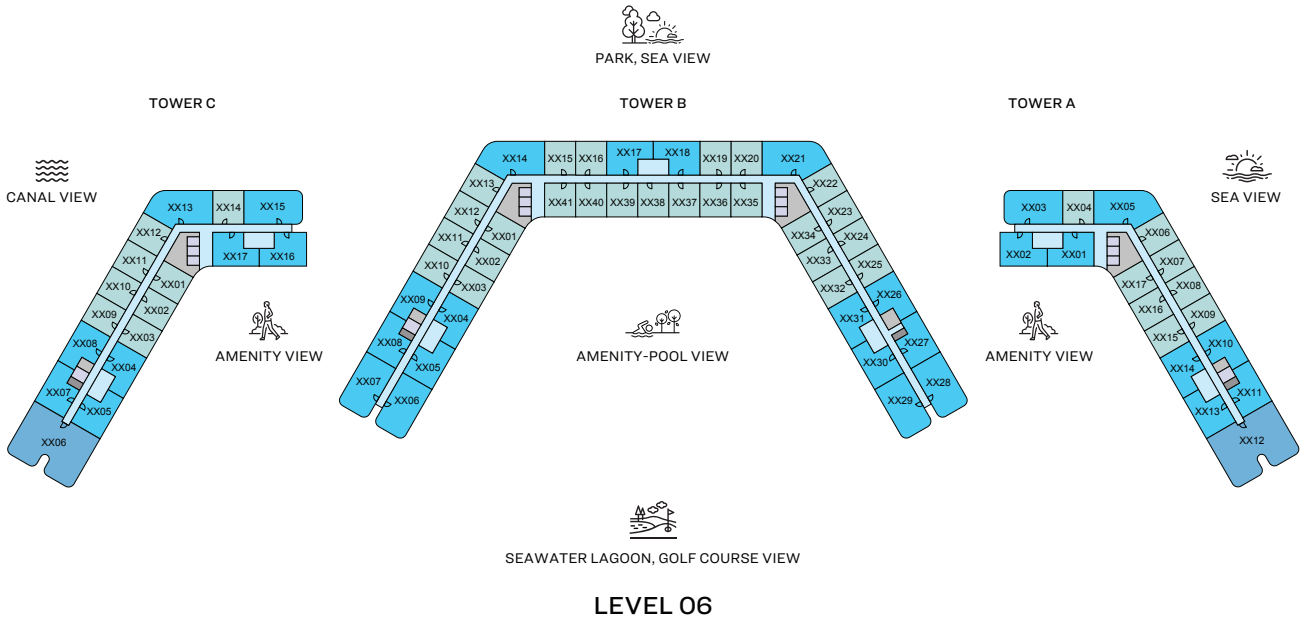 PARK, SEA VIEW
TOWER C
TOWER B
TOWER A
CANAL VIEW
SEA VIEW
XX13
XX14
XX15
XX12
XX11
XX10
XX09
XX08
XX07
XX06
XX05
XX04
XX03
XX02
XX01
XX17
XX16
AMENITY VIEW
XX14
XX15
XX16
XX17
XX18
XX19
XX20
XX21
XX13
XX12
XX11
XX10
XX09
XX08
XX07
XX06
XX05
XX04
XX03
XX02
XX01
XX41
XX40
XX39
XX38
XX37
XX36
XX35
XX22
XX23
XX24
XX25
XX26
XX27
XX28
XX29
XX30
XX31
XX32
XX33
XX34
AMENITY-POOL VIEW
XX03
XX04
XX05
XX02
XX01
XX06
XX07
XX08
XX09
XX10
XX11
XX12
XX13
XX14
XX15
XX16
XX17
AMENITY VIEW
SEAWATER LAGOON, GOLF COURSE VIEW
LEVEL 06